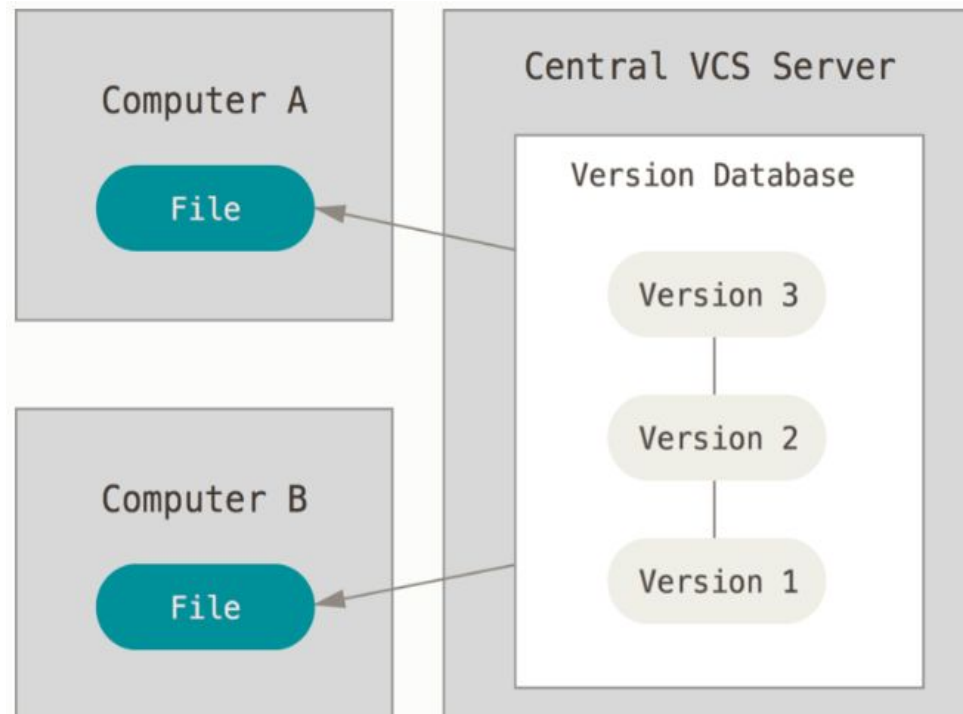 Computer A
File
Computer B
File
Central VCS Server
Version Database
Version 3
Version 2
Version 1